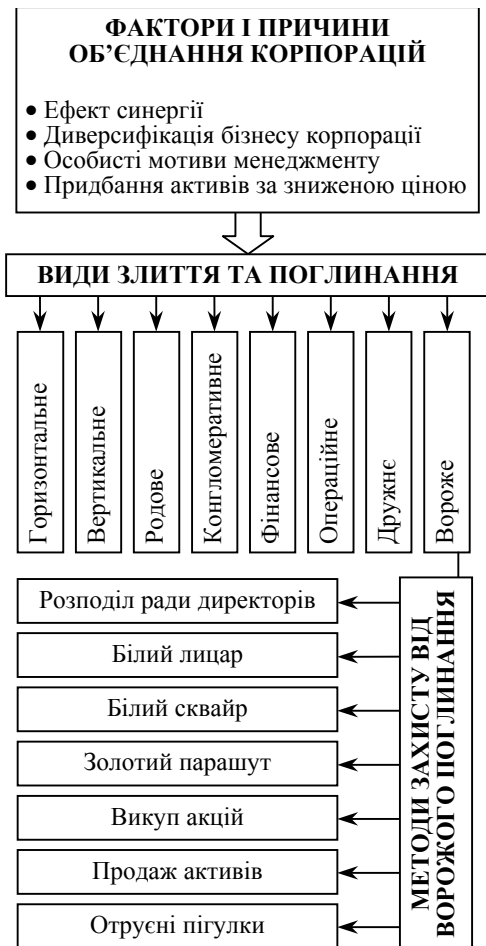 ФАКТОРИ І ПРИЧИНИ
ОБ’ЄДНАННЯ КОРПОРАЦІЙ
• Ефект синергії
• Диверсифікація бізнесу корпорації
• Особисті мотиви менеджменту
• Придбання активів за зниженою ціною
ВИДИ ЗЛИТТЯ ТА ПОГЛИНАННЯ
Горизонтальне
Вертикальне
Родове
Конгломеративне
Фінансове
Операційне
Дружнє
Вороже
МЕТОДИ ЗАХИСТУ ВІД
ВОРОЖОГО ПОГЛИНАННЯ
Розподіл ради директорів
Білий лицар
Білий сквайр
Золотий парашут
Викуп акцій
Продаж активів
Отруєні пігулки